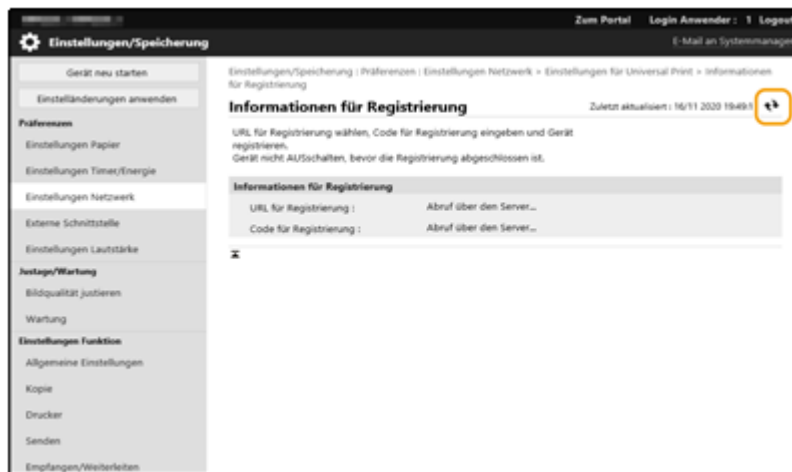 Zum Portal Login Anwender : 1 Logout
Einstellungen/Speicherung
E-Mail an Systemmanager
Gerät neu starten
Einstelländerungen anwenden
Präferenzen
Einstellungen Papier
Einstellungen Timer/Energie
Einstellungen Netzwerk
Externe Schnittstelle
Einstellungen Lautstärke
Justage/Wartung
Bildqualität justieren
Wartung
Einstellungen Funktion
Allgemeine Einstellungen
Kopie
Drucker
Senden
Empfangen/Weiterleiten
Einstellungen/Speicherung : Präferenzen : Einstellungen Netzwerk > Einstellungen für Universal Print > Informationen
für Registrierung
Informationen für Registrierung
Zuletzt aktualisiert : 16/11 2020 19:49:1
URL für Registrierung wählen, Code für Registrierung eingeben und Gerät
registrieren.
Gerät nicht AUSschalten, bevor die Registrierung abgeschlossen ist.
Informationen für Registrierung
URL für Registrierung : Abruf über den Server...
Code für Registrierung : Abruf über den Server...